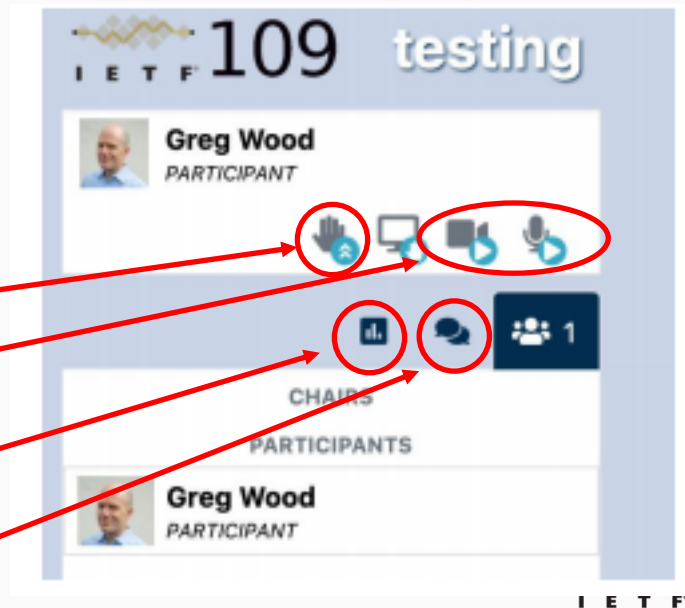 IETF 109 testing
Greg Wood
PARTICIPANT
1
CHAIRS
PARTICIPANTS
Greg Wood
PARTICIPANT
IETF